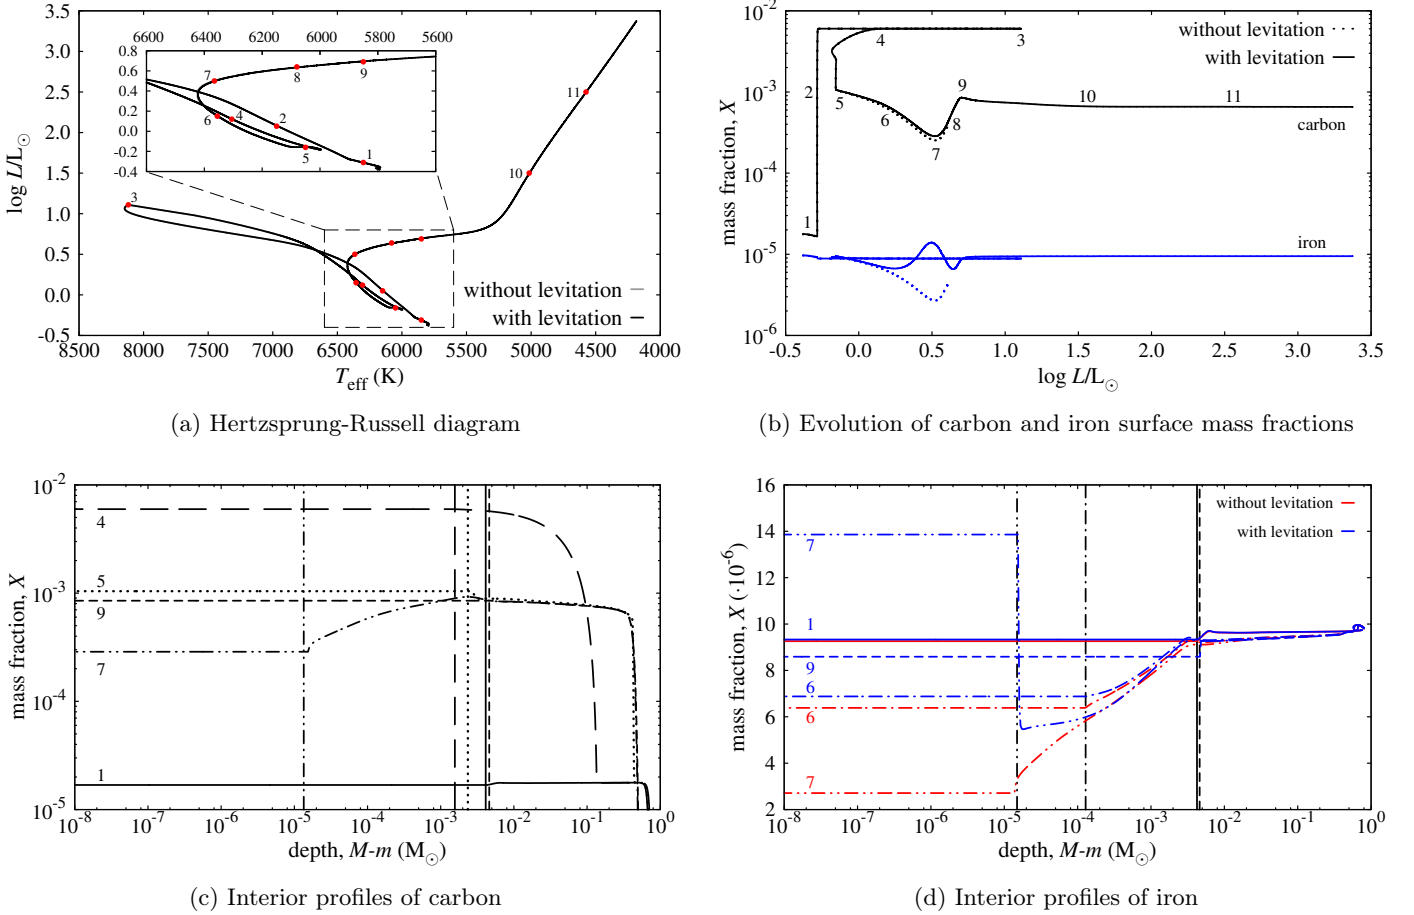 6600 6400 6200 6000 5800 5600
0.8
0.6
0.4
0.2
0.0
-0.2
-0.4
7
8
9
6
4
2
5
1
3.5
3.0
2.5
2.0
1.5
1.0
0.5
0.0
-0.5
log L/L☉
3
10
11
without levitation
with levitation
8500 8000 7500 7000 6500 6000 5500 5000 4500 4000
Teff (K)
(a) Hertzsprung-Russell diagram
10-2
10-3
10-4
10-5
10-6
mass fraction, X
without levitation
with levitation
4
3
2
5
6
7
8
9
10
11
carbon
1
iron
-0.5 0.0 0.5 1.0 1.5 2.0 2.5 3.0 3.5
log L/L☉
(b) Evolution of carbon and iron surface mass fractions
10-2
10-3
10-4
10-5
mass fraction, X
4
5
9
7
1
10-8 10-7 10-6 10-5 10-4 10-3 10-2 10-1 100
depth, M-m (M☉)
(c) Interior profiles of carbon
16
14
12
10
8
6
4
2
mass fraction, X (·10-6)
without levitation
with levitation
7
1
9
6
6
7
10-8 10-7 10-6 10-5 10-4 10-3 10-2 10-1 100
depth, M-m (M☉)
(d) Interior profiles of iron